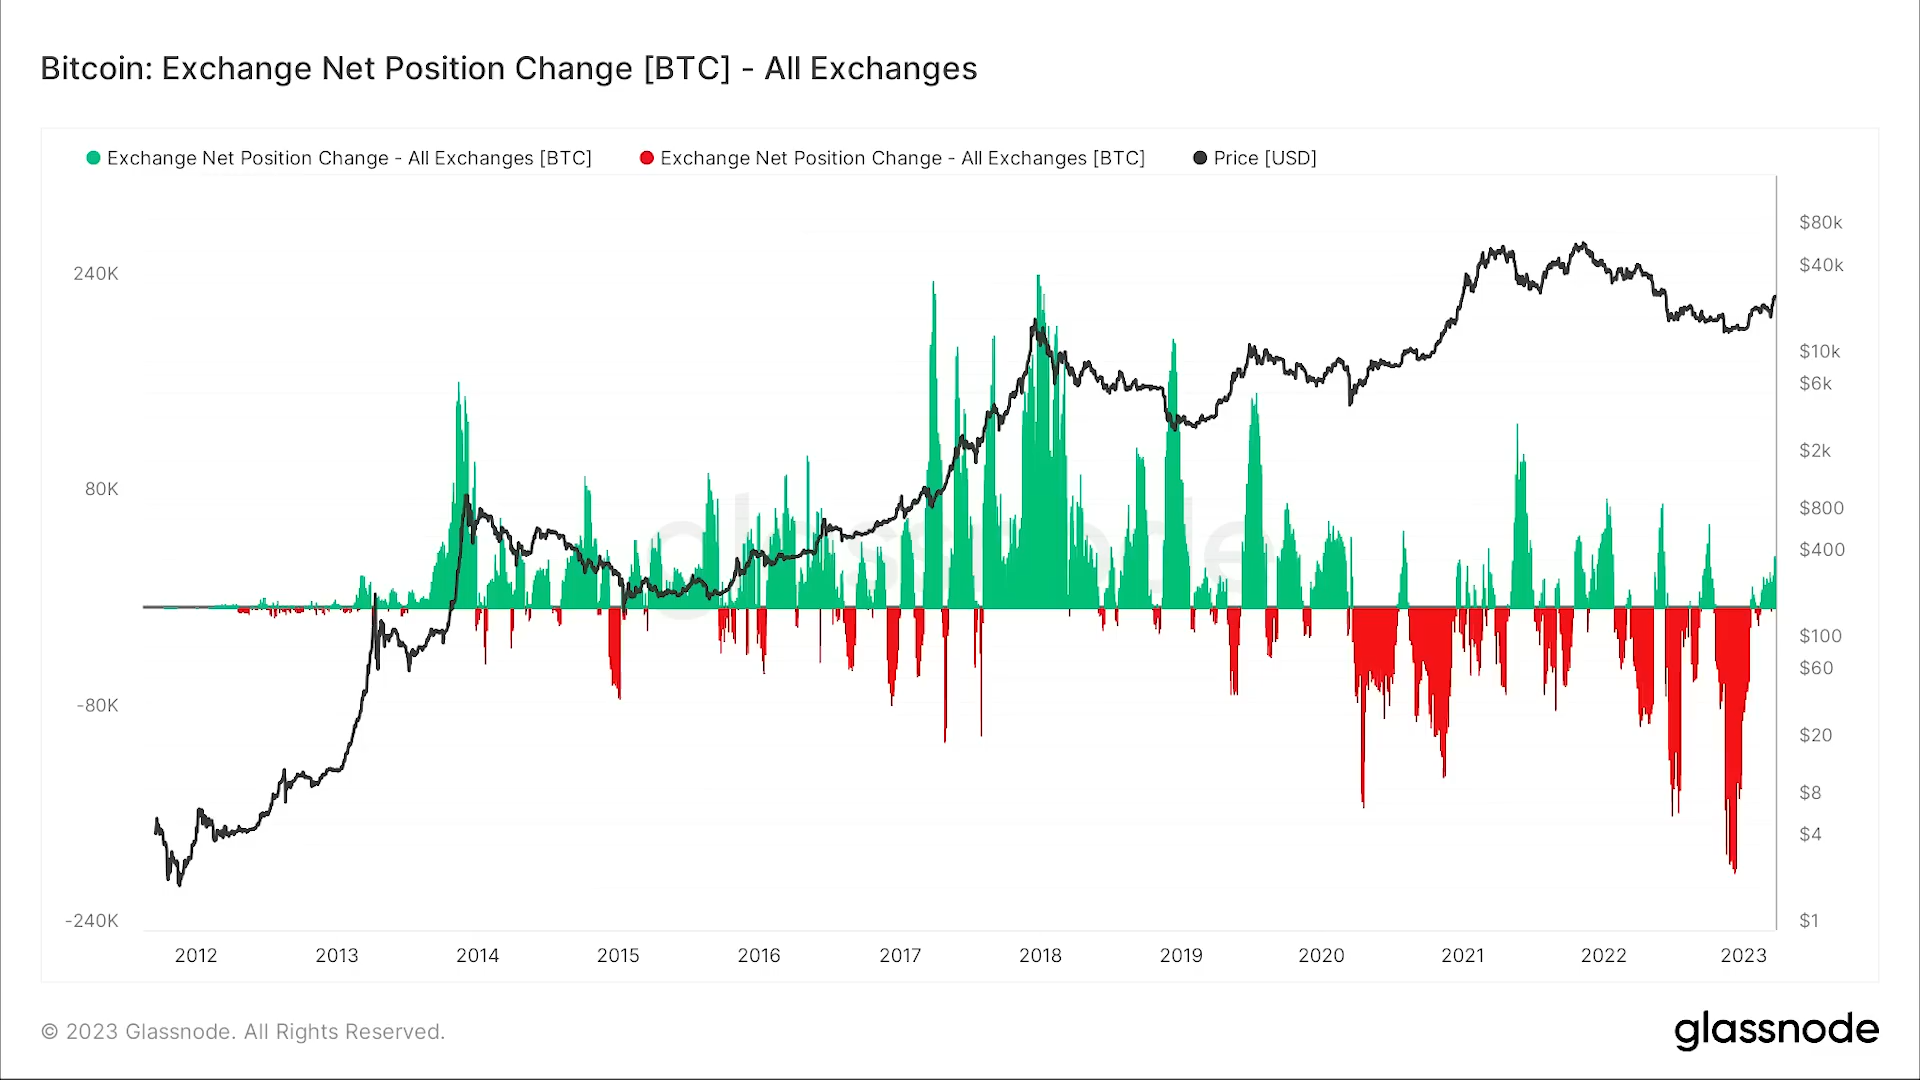 Bitcoin: Exchange Net Position Change [BTC] - All Exchanges
Exchange Net Position Change - All Exchanges [BTC] Exchange Net Position Change - All Exchanges [BTC] Price [USD]
240K
80K
-80K
-240K
$80k
$40k
$10k
$6k
$2k
$800
$400
$100
$60
$20
$8
$4
$1
glassnode
2012 2013 2014 2015 2016 2017 2018 2019 2020 2021 2022 2023
© 2023 Glassnode. All Rights Reserved.
glassnode